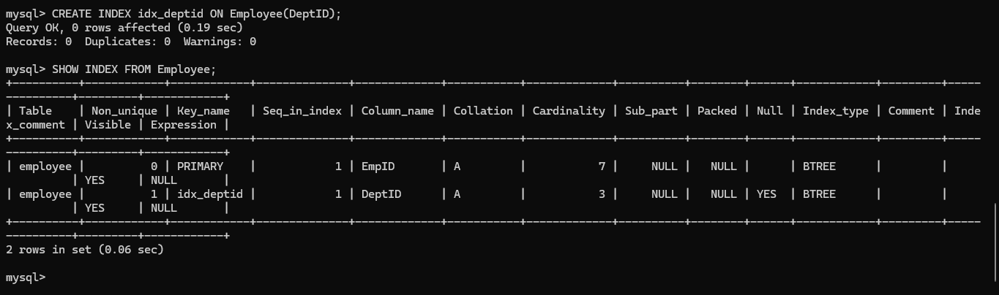 mysql> CREATE INDEX idx_deptid ON Employee(DeptID);
Query OK, 0 rows affected (0.19 sec)
Records: 0  Duplicates: 0  Warnings: 0

mysql> SHOW INDEX FROM Employee;
+----------+------------+------------+--------------+-------------+-----------+-------------+----------+--------+------+------------+---------+-----
----------+---------+------------+
| Table    | Non_unique | Key_name   | Seq_in_index | Column_name | Collation | Cardinality | Sub_part | Packed | Null | Index_type | Comment | Inde
x_comment | Visible | Expression |
+----------+------------+------------+--------------+-------------+-----------+-------------+----------+--------+------+------------+---------+-----
----------+---------+------------+
| employee |          0 | PRIMARY    |            1 | EmpID       | A         |           7 |     NULL |   NULL |      | BTREE      |         |
          | YES     | NULL       |
| employee |          1 | idx_deptid |            1 | DeptID      | A         |           3 |     NULL |   NULL | YES  | BTREE      |         |
          | YES     | NULL       |
+----------+------------+------------+--------------+-------------+-----------+-------------+----------+--------+------+------------+---------+-----
----------+---------+------------+
2 rows in set (0.06 sec)

mysql>